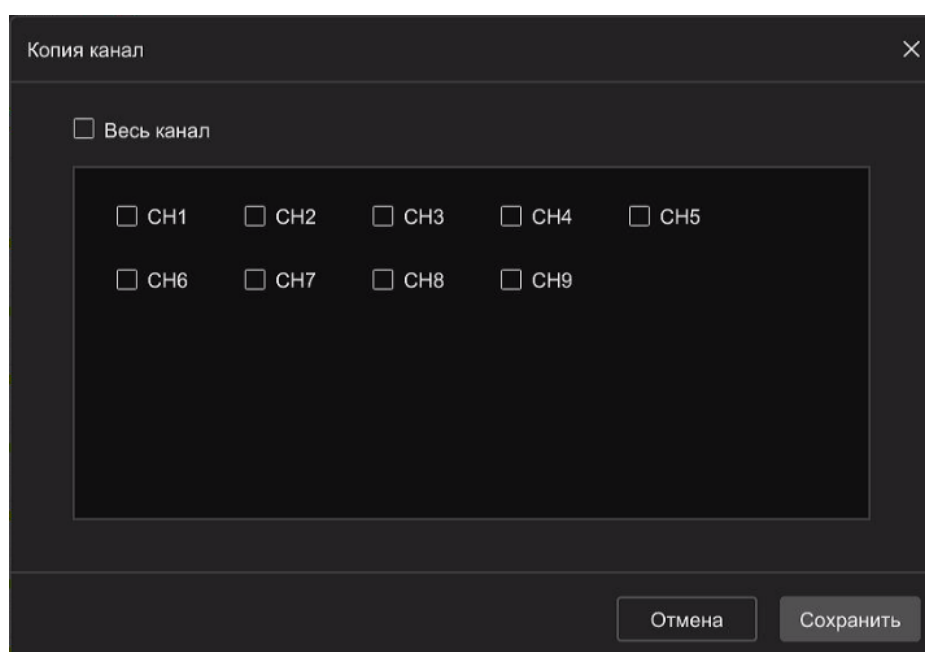 Копия канал
Весь канал
CH1 CH2 CH3 CH4 CH5
CH6 CH7 CH8 CH9
Отмена Сохранить